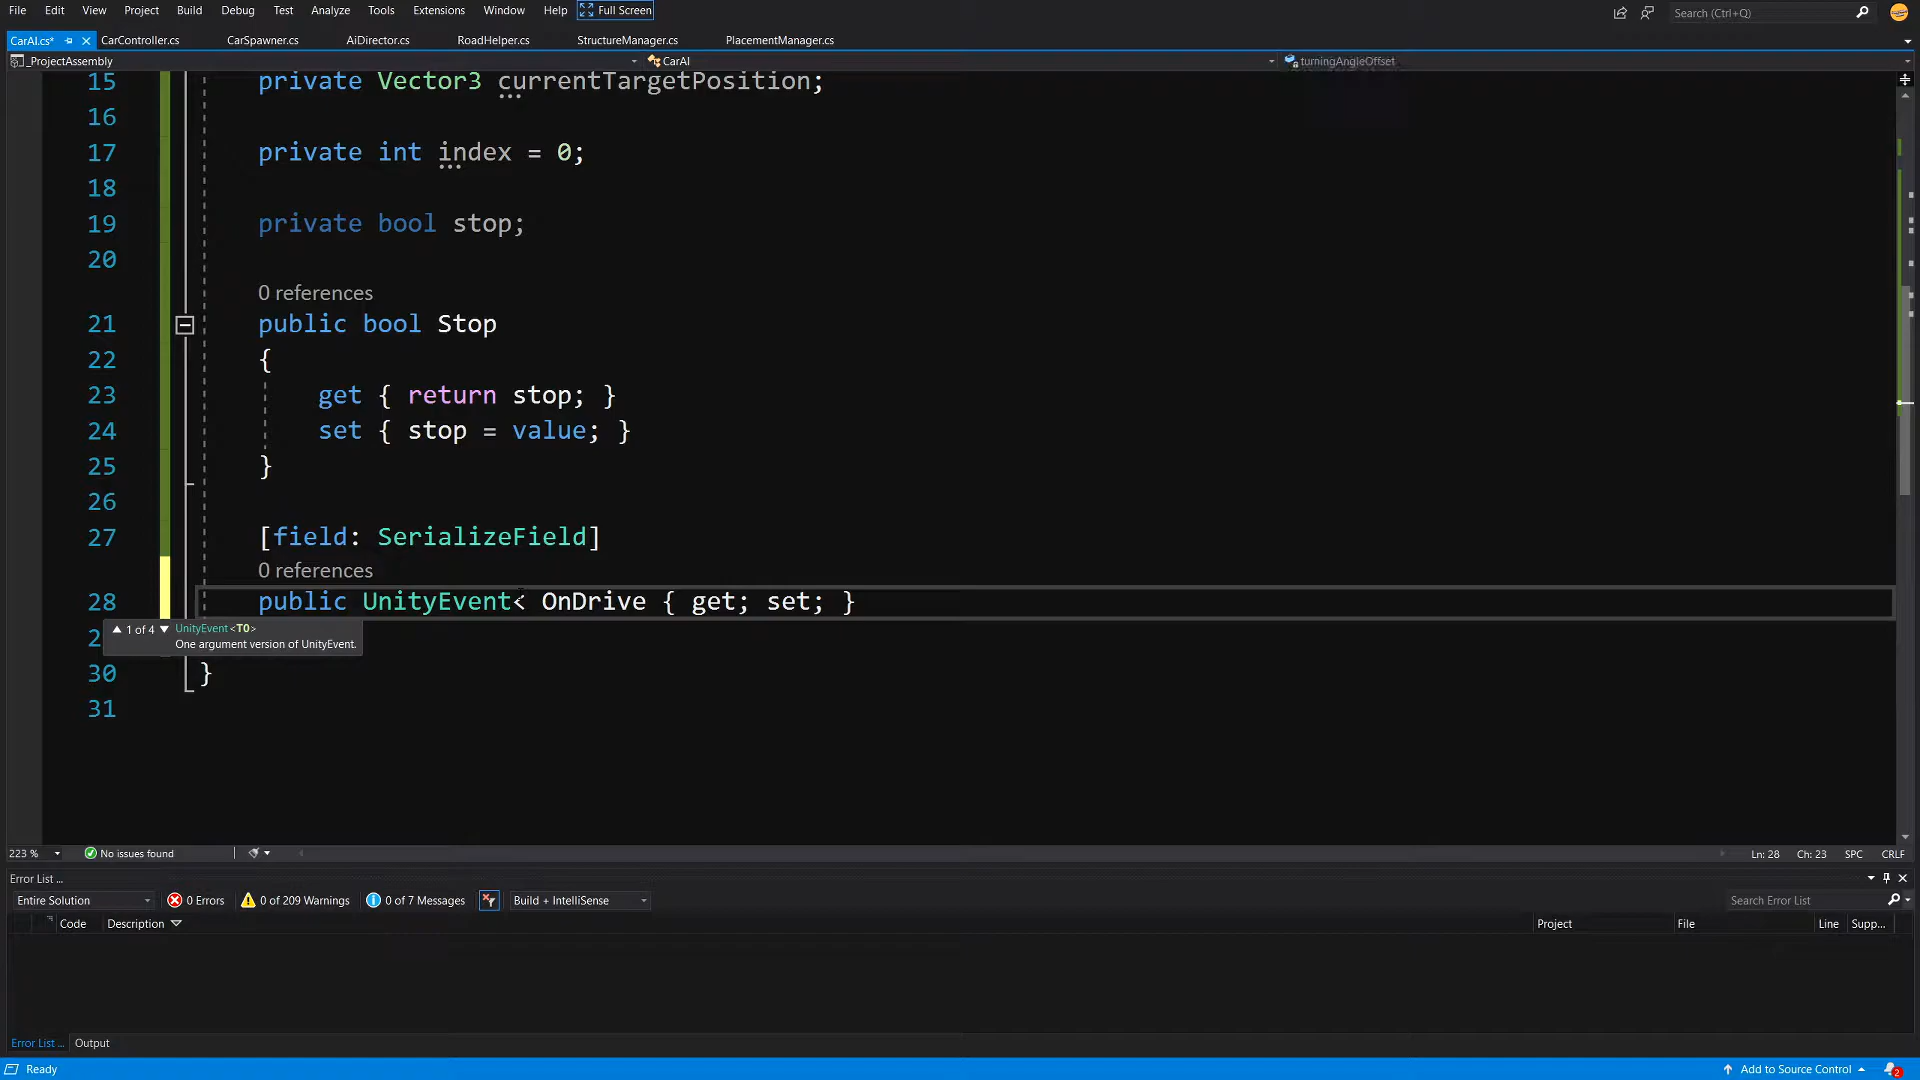 File Edit View Project Build Debug Test Analyze Tools Extensions Window Help Full Screen Search (Ctrl+Q)
CarAI.cs* CarController.cs CarSpawner.cs AiDirector.cs RoadHelper.cs StructureManager.cs PlacementManager.cs
_ProjectAssembly CarAI turningAngleOffset
15 private Vector3 currentTargetPosition;
16
17 private int index = 0;
18
19 private bool stop;
20
0 references
21 public bool Stop
22 {
23 get { return stop; }
24 set { stop = value; }
25 }
26
27 [field: SerializeField]
0 references
28 public UnityEvent< OnDrive { get; set; }
1 of 4 UnityEvent<T0>
One argument version of UnityEvent.
30 }
31
223 % No issues found Ln: 28 Ch: 23 SPC CRLF
Error List ...
Entire Solution 0 Errors 0 of 209 Warnings 0 of 7 Messages Build + IntelliSense Search Error List
Code Description Project File Line Supp...
Error List ... Output
Ready Add to Source Control 2